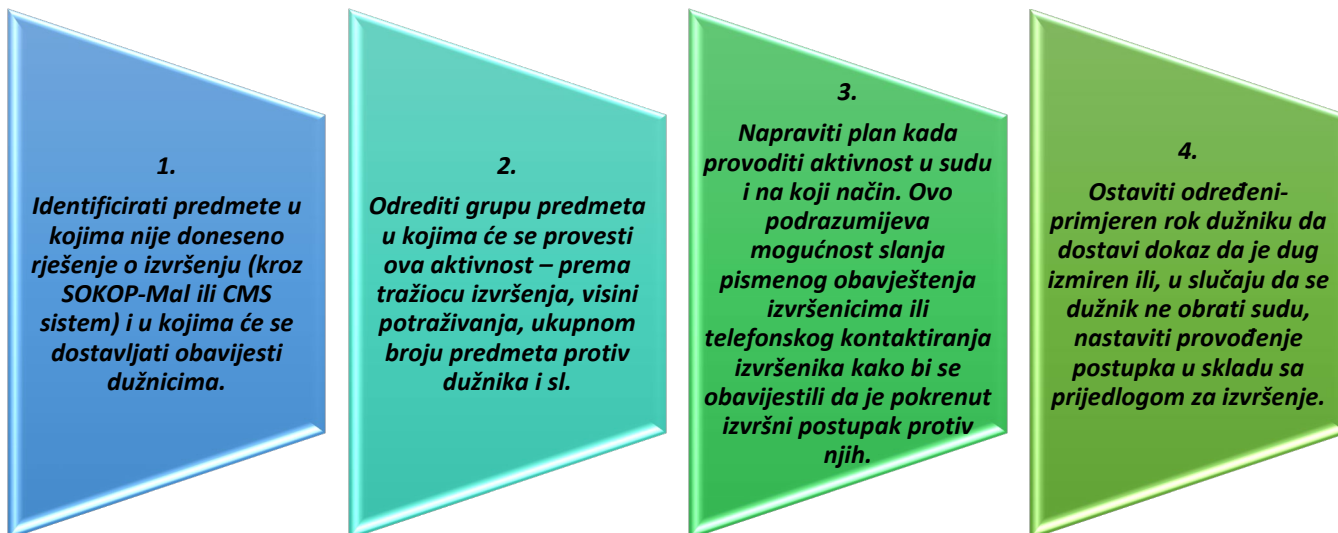 1.
Identificirati predmete u
kojima nije doneseno
rješenje o izvršenju (kroz
SOKOP-Mal ili CMS
sistem) i u kojima će se
dostavljati obavijesti
dužnicima.
2.
Odrediti grupu predmeta
u kojima će se provesti
ova aktivnost – prema
tražiocu izvršenja, visini
potraživanja, ukupnom
broju predmeta protiv
dužnika i sl.
3.
Napraviti plan kada
provoditi aktivnost u sudu
i na koji način. Ovo
podrazumijeva
mogućnost slanja
pismenog obavještenja
izvršenicima ili
telefonskog kontaktiranja
izvršenika kako bi se
obavijestili da je pokrenut
izvršni postupak protiv
njih.
4.
Ostaviti određeni-
primjeren rok dužniku da
dostavi dokaz da je dug
izmiren ili, u slučaju da se
dužnik ne obrati sudu,
nastaviti provođenje
postupka u skladu sa
prijedlogom za izvršenje.